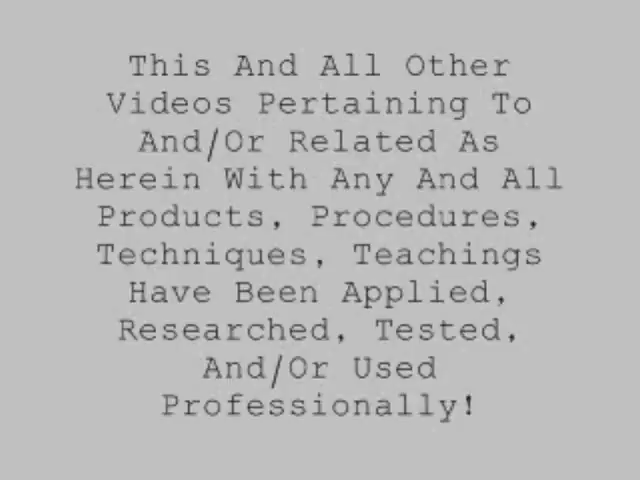 This And All Other
Videos Pertaining To
And/Or Related As
Herein With Any And All
Products, Procedures,
Techniques, Teachings
Have Been Applied,
Researched, Tested,
And/Or Used
Professionally!